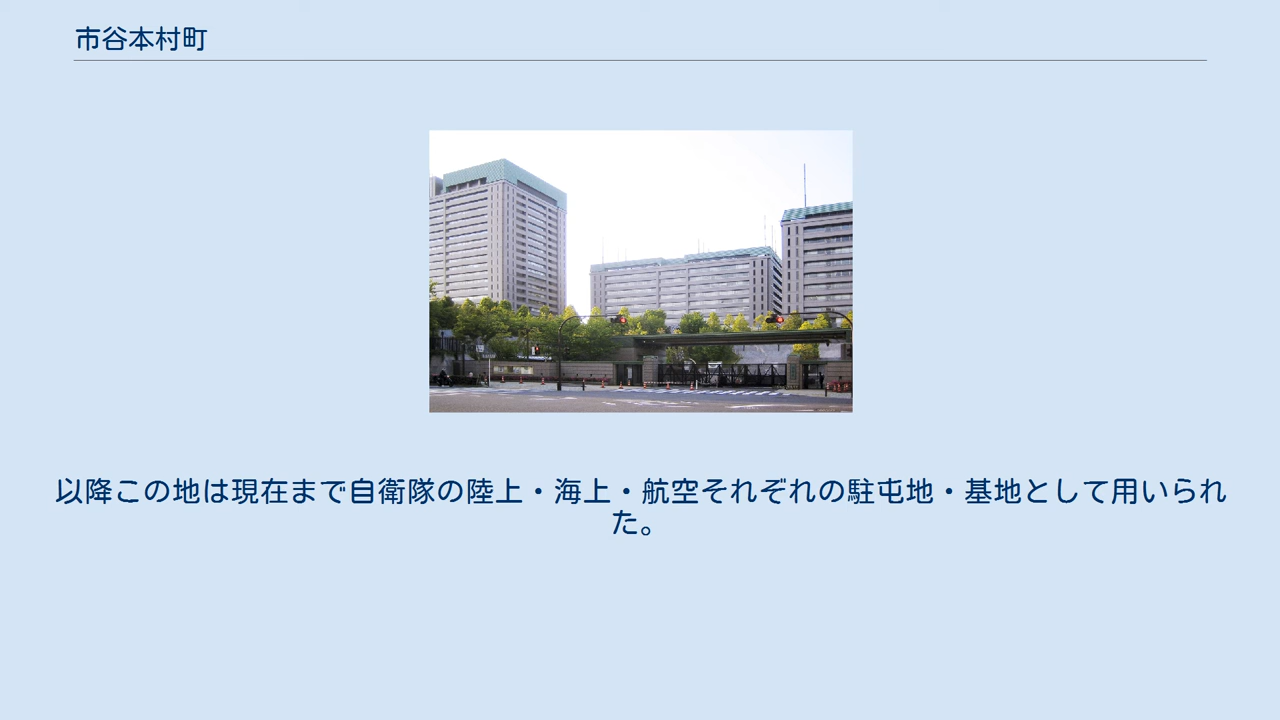 市谷本村町
以降この地は現在まで自衛隊の陸上・海上・航空それぞれの駐屯地・基地として用いられ
た。